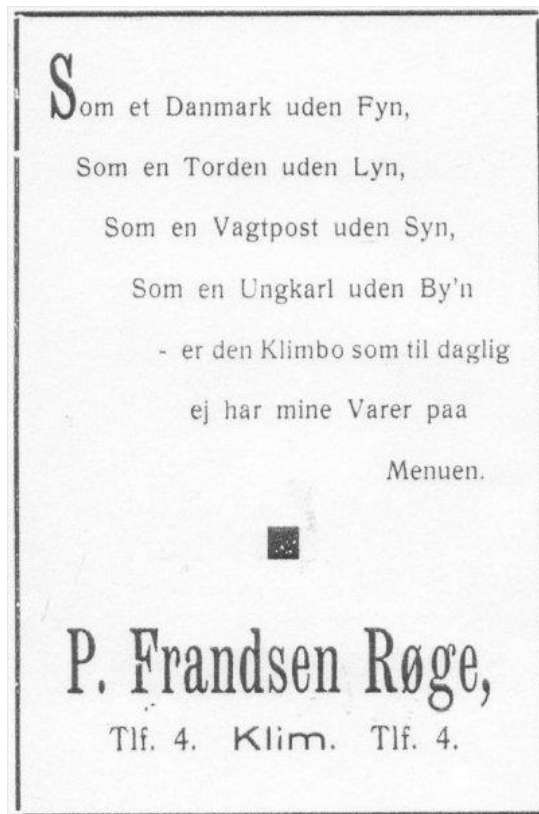 Som et Danmark uden Fyn,
Som en Torden uden Lyn,
Som en Vagtpost uden Syn,
Som en Ungkarl uden By'n
- er den Klimbo som til daglig
ej har mine Varer paa
Menuen.
P. Frandsen Røge,
Tlf. 4. Klim. Tlf. 4.